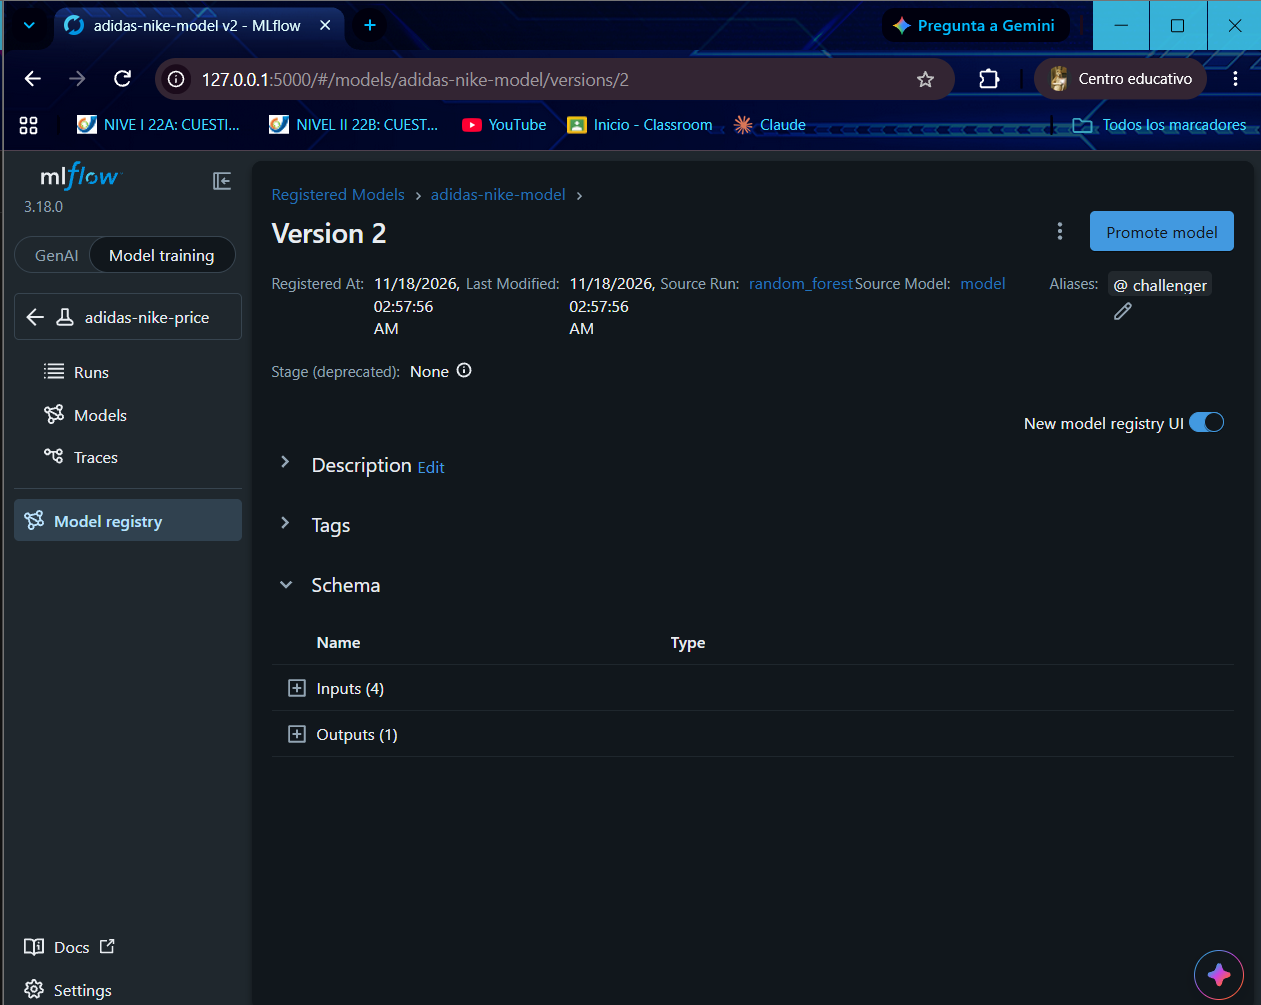 adidas-nike-model v2 - MLflow
Pregunta a Gemini
127.0.0.1:5000/#/models/adidas-nike-model/versions/2
Centro educativo
NIVE I 22A: CUESTI...
NIVEL II 22B: CUEST...
YouTube
Inicio - Classroom
Claude
Todos los marcadores
mlflow
3.18.0
GenAI
Model training
adidas-nike-price
Runs
Models
Traces
Model registry
Docs
Settings
Registered Models > adidas-nike-model >
Version 2
Promote model
Registered At: 11/18/2026, 02:57:56 AM
Last Modified: 11/18/2026, 02:57:56 AM
Source Run: random_forest
Source Model: model
Aliases: @ challenger
Stage (deprecated): None
New model registry UI
Description Edit
Tags
Schema
Name Type
Inputs (4)
Outputs (1)